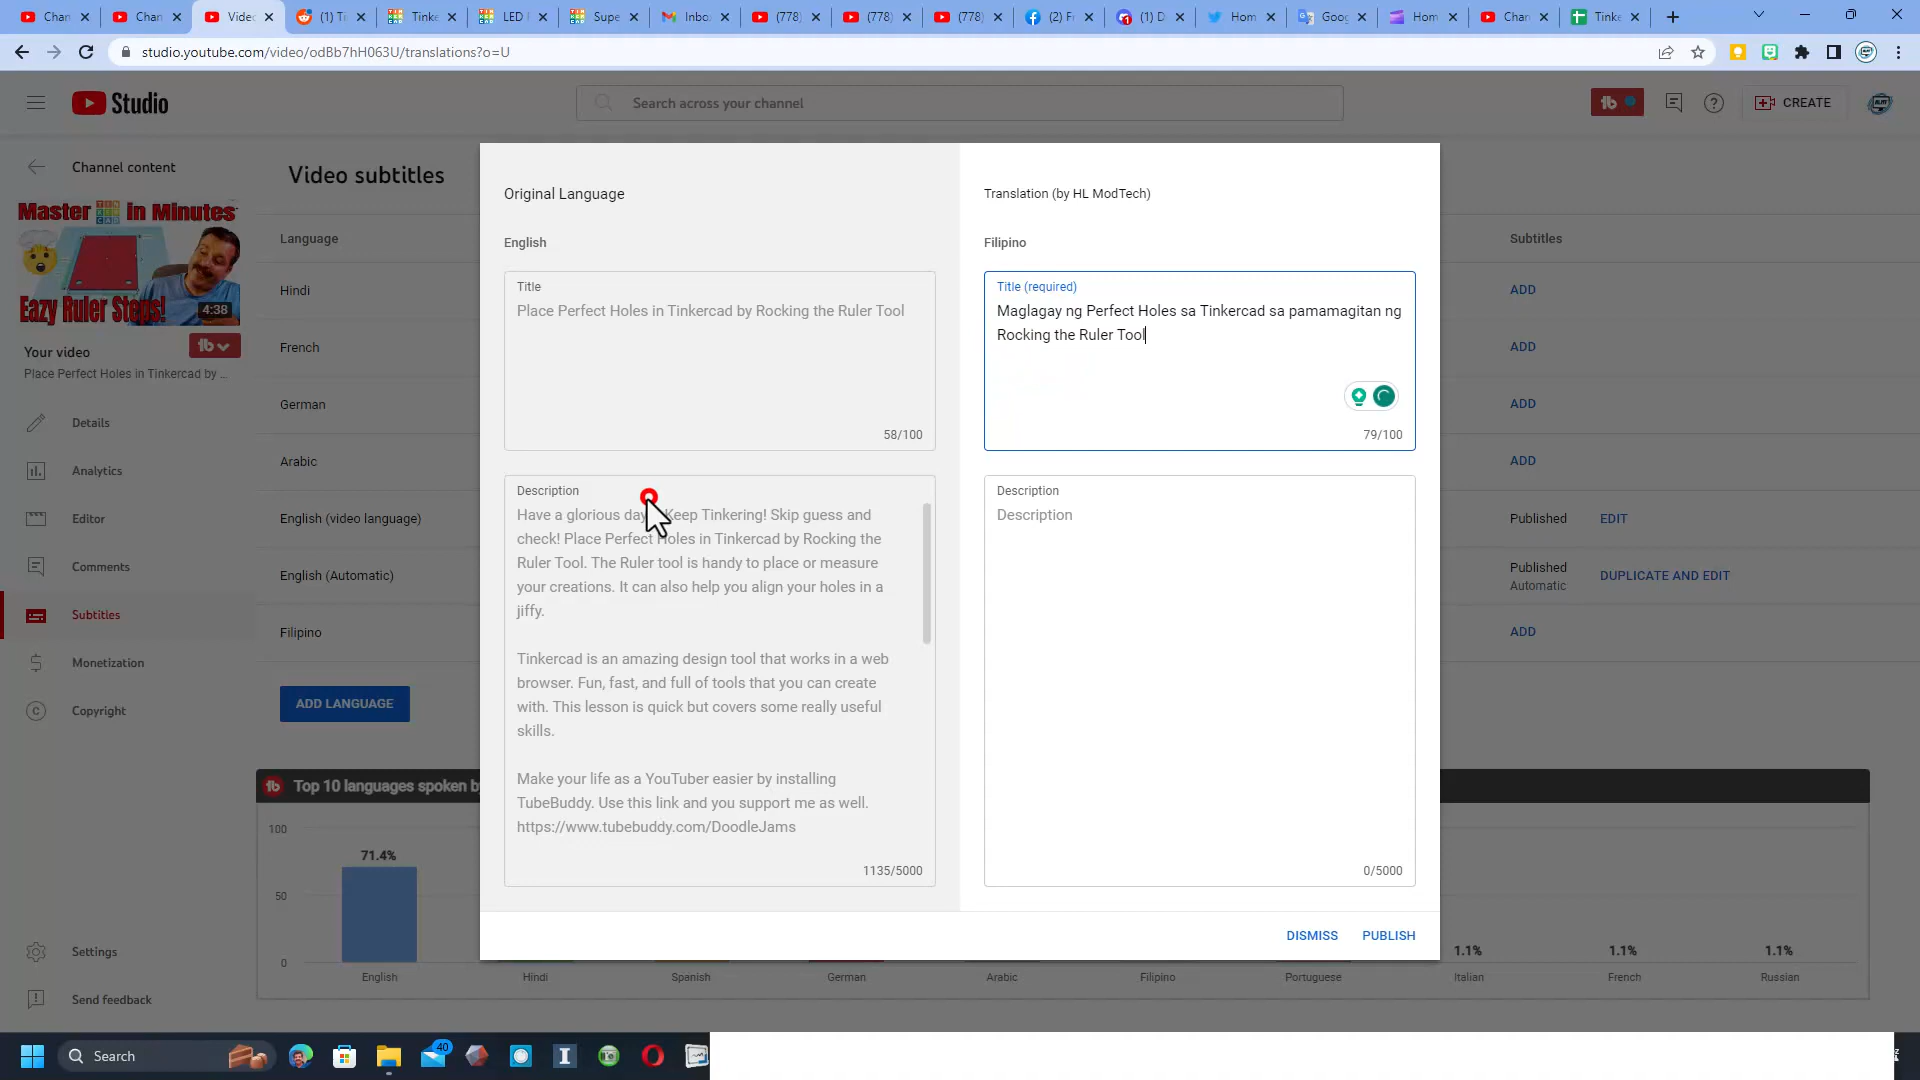 Chan
Chan
Video
(1) Ti
Tinke
LED
Supe
Inbo
(778)
(778)
(778)
(2) F
(1) D
Hom
Goog
Hom
Chan
Tinke
studio.youtube.com/video/odBb7hH063U/translations?o=U
Studio
Search across your channel
CREATE
Channel content
Video subtitles
Master in Minutes
Eazy Ruler Steps!
4:38
Your video
Place Perfect Holes in Tinkercad by ...
Details
Analytics
Editor
Comments
Subtitles
Monetization
Copyright
Settings
Send feedback
Language
Hindi
French
German
Arabic
English (video language)
English (Automatic)
Filipino
ADD LANGUAGE
Original Language
English
Title
Place Perfect Holes in Tinkercad by Rocking the Ruler Tool
58/100
Description
Have a glorious day Keep Tinkering! Skip guess and
check! Place Perfect Holes in Tinkercad by Rocking the
Ruler Tool. The Ruler tool is handy to place or measure
your creations. It can also help you align your holes in a
jiffy.
Tinkercad is an amazing design tool that works in a web
browser. Fun, fast, and full of tools that you can create
with. This lesson is quick but covers some really useful
skills.
Make your life as a YouTuber easier by installing
TubeBuddy. Use this link and you support me as well.
https://www.tubebuddy.com/DoodleJams
1135/5000
Translation (by HL ModTech)
Filipino
Title (required)
Maglagay ng Perfect Holes sa Tinkercad sa pamamagitan ng
Rocking the Ruler Tool
79/100
Description
Description
0/5000
DISMISS
PUBLISH
Subtitles
ADD
ADD
ADD
ADD
Published
EDIT
Published
Automatic
DUPLICATE AND EDIT
ADD
Top 10 languages spoken by
100
50
0
71.4%
1.1%
1.1%
1.1%
English
Hindi
Spanish
German
Arabic
Filipino
Portuguese
Italian
French
Russian
Search
40